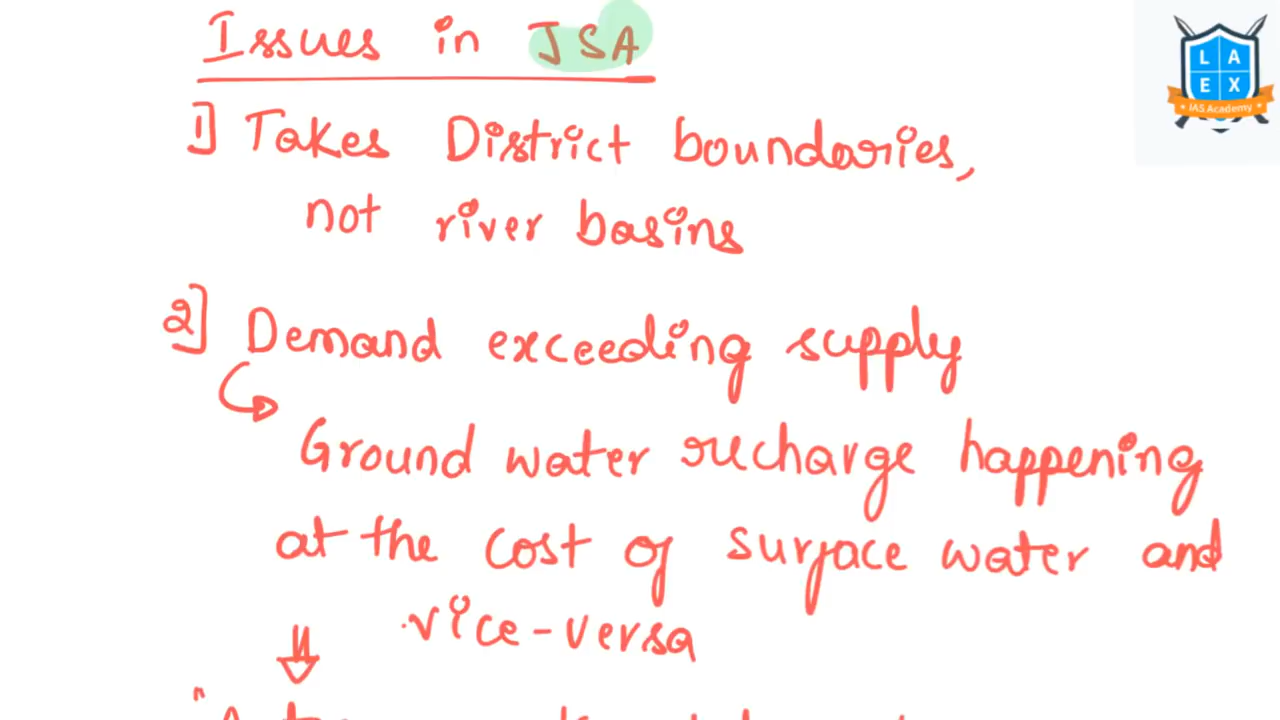 Issues in JSA
L A
E X
IAS Academy
1] Takes District boundaries,
not river basins
2] Demand exceeding supply
Ground water recharge happening
at the cost of surface water and
vice-versa